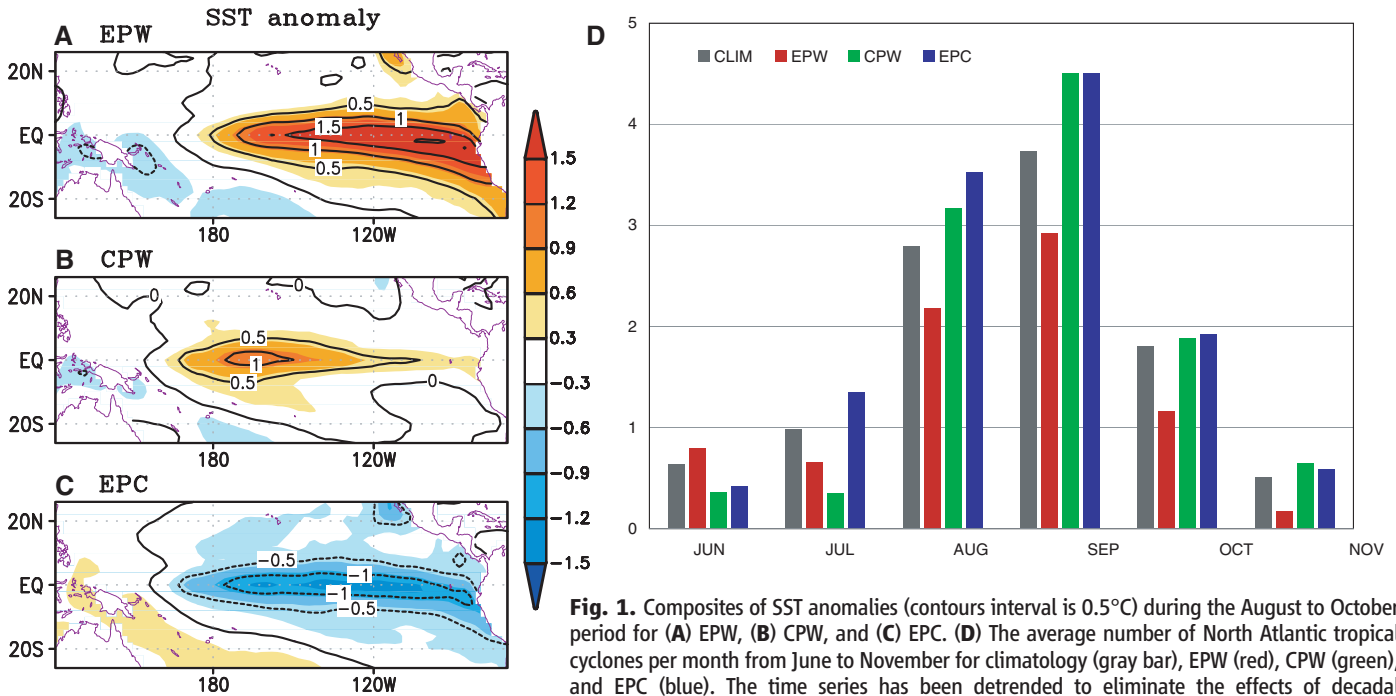 SST anomaly
A EPW
20N
EQ
20S
0.5
1.5
1
1
0.5
180
120W
B CPW
20N
EQ
20S
0
0
0.5
1
0.5
0
180
120W
C EPC
20N
EQ
20S
−0.5
−1
−1
−0.5
180
120W
1.5
1.2
0.9
0.6
0.3
−0.3
−0.6
−0.9
−1.2
−1.5
D
5
4
3
2
1
0
CLIM EPW CPW EPC
JUN JUL AUG SEP OCT NOV
Fig. 1. Composites of SST anomalies (contours interval is 0.5°C) during the August to October
period for (A) EPW, (B) CPW, and (C) EPC. (D) The average number of North Atlantic tropical
cyclones per month from June to November for climatology (gray bar), EPW (red), CPW (green),
and EPC (blue). The time series has been detrended to eliminate the effects of decadal